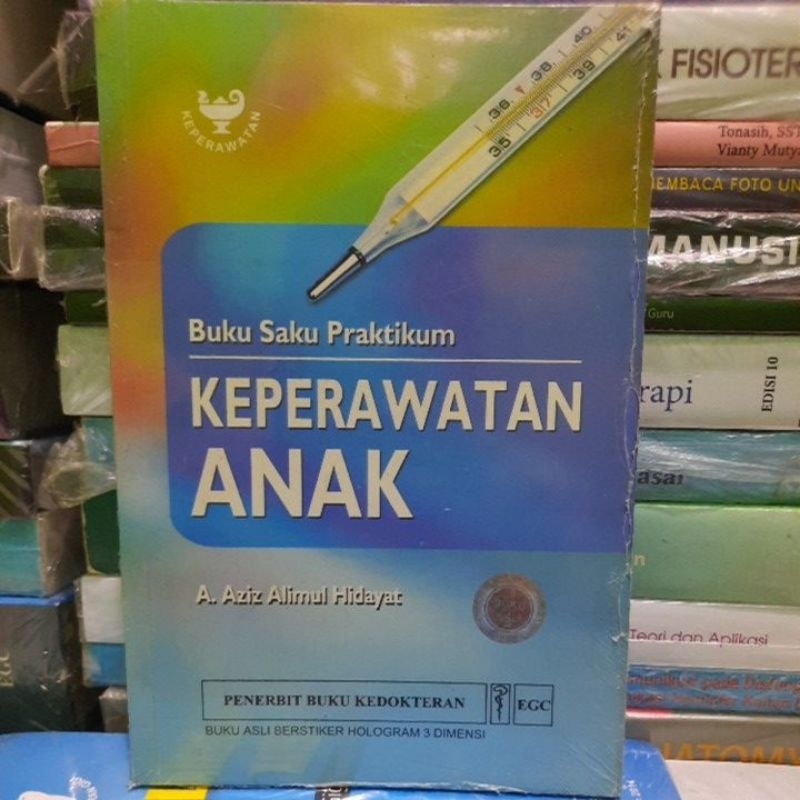 KEPERAWATAN
35 36 37 38 39 40 41
Buku Saku Praktikum
KEPERAWATAN
ANAK
A. Aziz Alimul Hidayat
PENERBIT BUKU KEDOKTERAN EGC
BUKU ASLI BERSTIKER HOLOGRAM 3 DIMENSI
FISIOTER
Tonasih, SST
Vianty Mutya
EMBACA FOTO UN
MANUSI
Guru
rapi
EDISI 10
asai
n
Teori dan Aplikasi
NATOMY
EGC